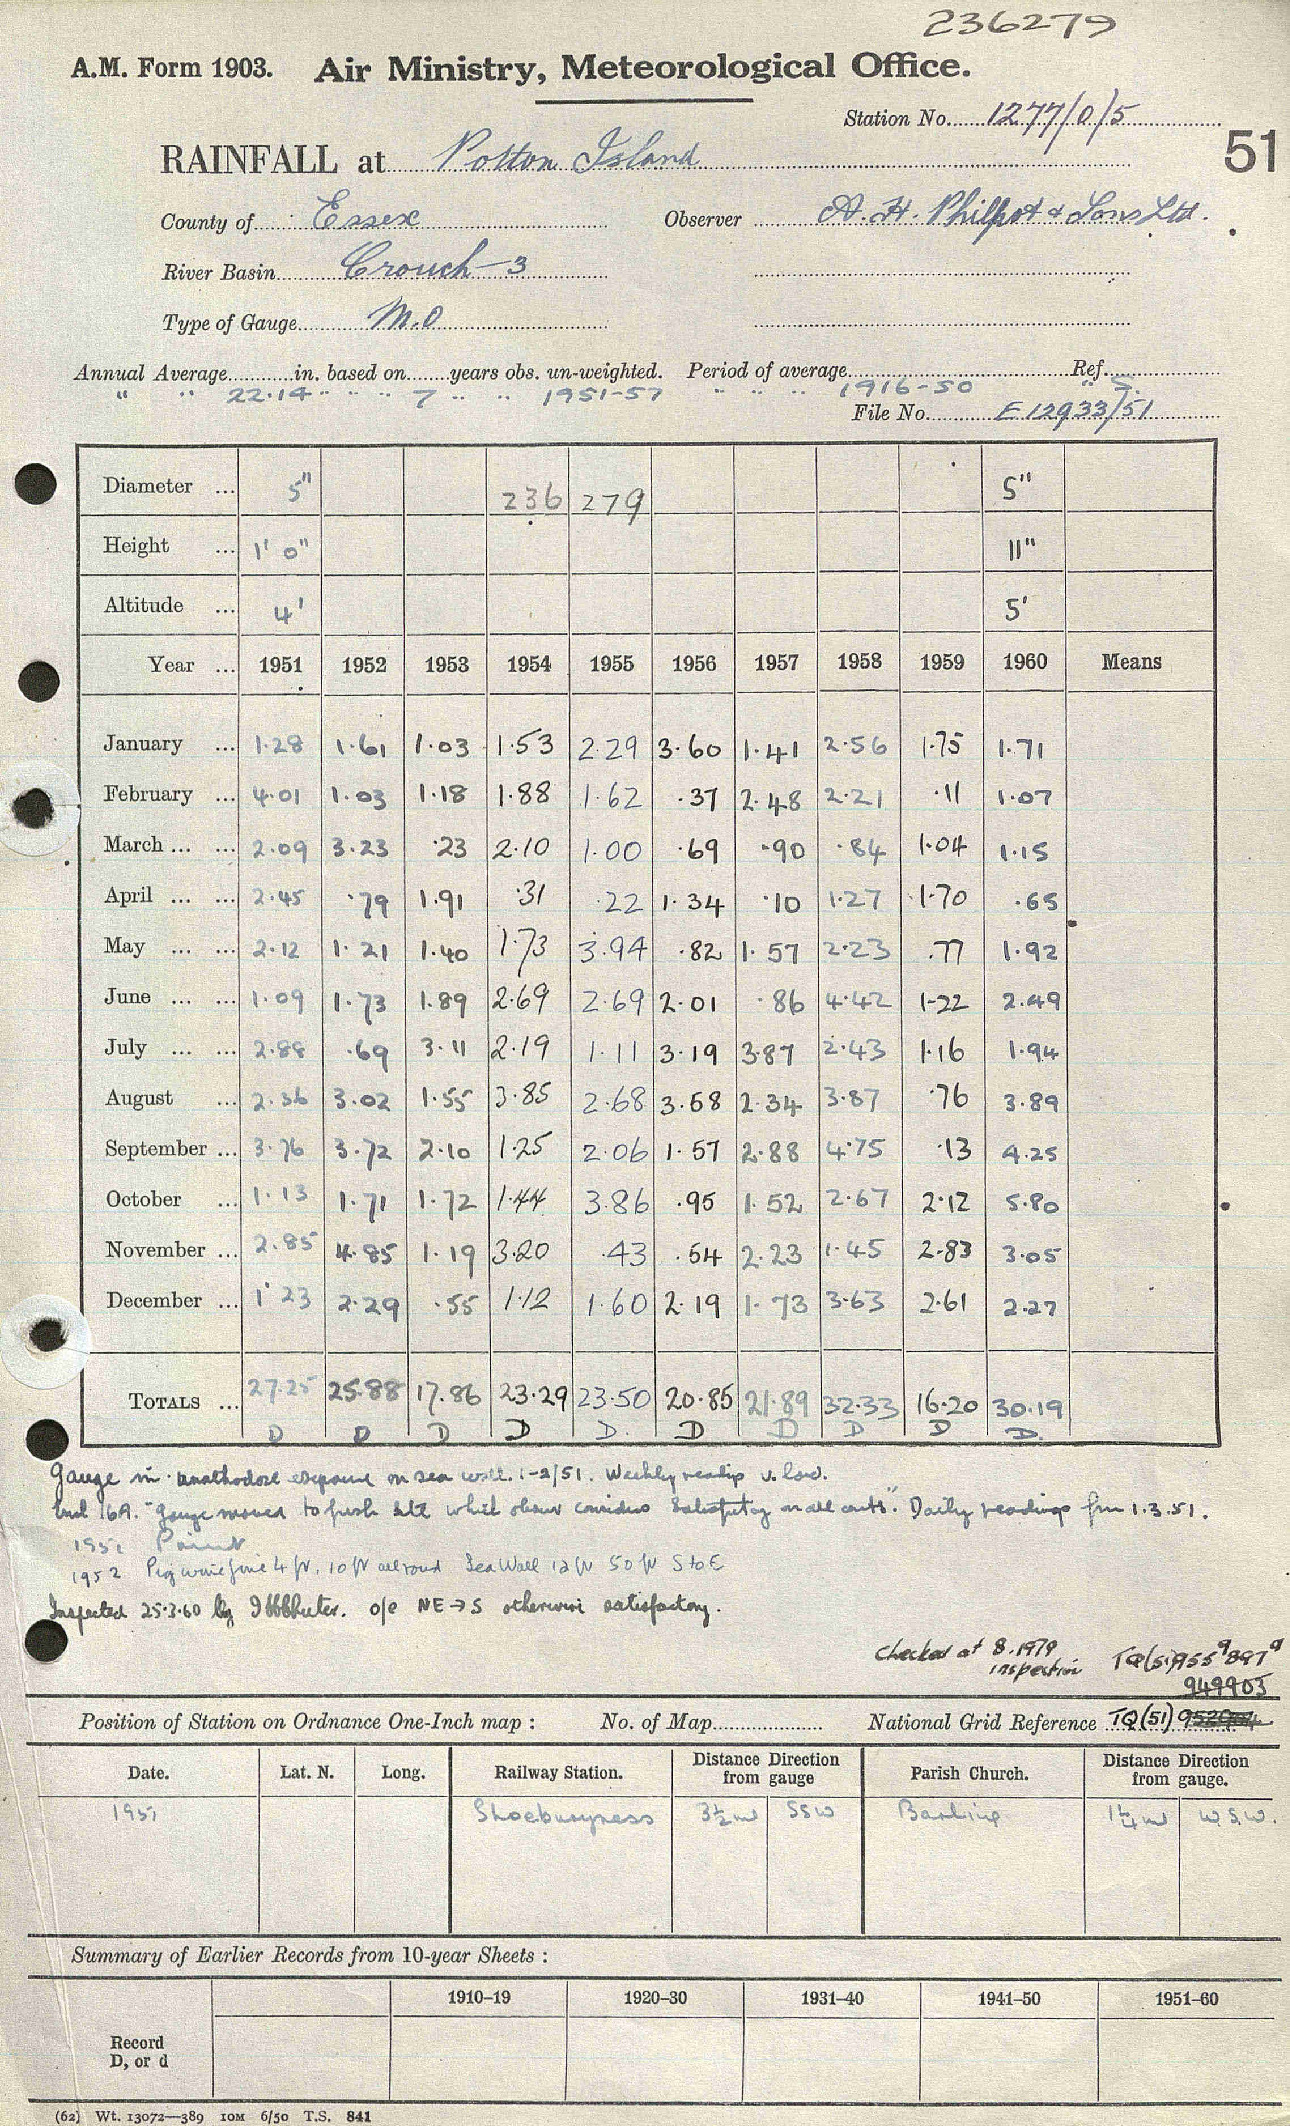 236279
A.M. Form 1903. Air Ministry, Meteorological Office.
Station No. 1277/0/5
51
RAINFALL at Potton Island
County of Essex Observer A. H. Philpot & Sons Ltd.
River Basin Crouch-3
Type of Gauge M.O
Annual Average in. based on years obs. un-weighted. Period of average Ref.
" " 22.14 " " " 7 " " 1951-57 " " " 1916-50 " S.
File No. E12933/51
Diameter ... 5" 236 279 5"
Height ... 1' 0" 11"
Altitude ... 4' 5'
Year ... 1951 1952 1953 1954 1955 1956 1957 1958 1959 1960 Means
January ... 1.28 1.61 1.03 1.53 2.29 3.60 1.41 2.56 1.75 1.71
February ... 4.01 1.03 1.18 1.88 1.62 .37 2.48 2.21 .11 1.07
March ... ... 2.09 3.23 .23 2.10 1.00 .69 .90 .84 1.04 1.15
April ... ... 2.45 .79 1.91 .31 .22 1.34 .10 1.27 1.70 .65
May ... ... 2.12 1.21 1.40 1.73 3.94 .82 1.57 2.23 .77 1.92
June ... ... 1.09 1.73 1.89 2.69 2.69 2.01 .86 4.42 1.22 2.49
July ... ... 2.88 .69 3.11 2.19 1.11 3.19 3.87 2.43 1.16 1.94
August ... 2.36 3.02 1.55 3.85 2.68 3.58 2.34 3.87 .76 3.89
September ... 3.76 3.72 2.10 1.25 2.06 1.57 2.88 4.75 .13 4.25
October ... 1.13 1.71 1.72 1.44 3.86 .95 1.52 2.67 2.12 5.80
November ... 2.85 4.85 1.19 3.20 .43 .54 2.23 1.45 2.83 3.05
December ... 1.23 2.29 .55 1.12 1.60 2.19 1.73 3.63 2.61 2.27
TOTALS ... 27.25 25.88 17.86 23.29 23.50 20.85 21.89 32.33 16.20 30.19
D D D D D. D D D D D.
Gauge in unorthodox exposure on sea wall. 1-2/51. Weekly readip v. low.
"Gauge moved to fresh site which observer considers satisfactory on all counts". Daily readings from 1.3.51.
1951
1952 Pig wire fence 4 ft, 10 ft all round Sea Wall 12 ft 50 ft S to E
Inspected 25.3.60 by o/e NE→S otherwise satisfactory.
Checked at 8.1979 inspection TQ(51)955⁹897⁹
949903
Position of Station on Ordnance One-Inch map : No. of Map National Grid Reference TQ(51)
Date. Lat. N. Long. Railway Station. Distance Direction from gauge Parish Church. Distance Direction from gauge.
1951 Shoeburyness 3½ m SSW Barling 1¼ m W.S.W.
Summary of Earlier Records from 10-year Sheets :
1910–19 1920–30 1931–40 1941–50 1951–60
Record
D, or d
(62) Wt. 13072—389 10M 6/50 T.S. 841